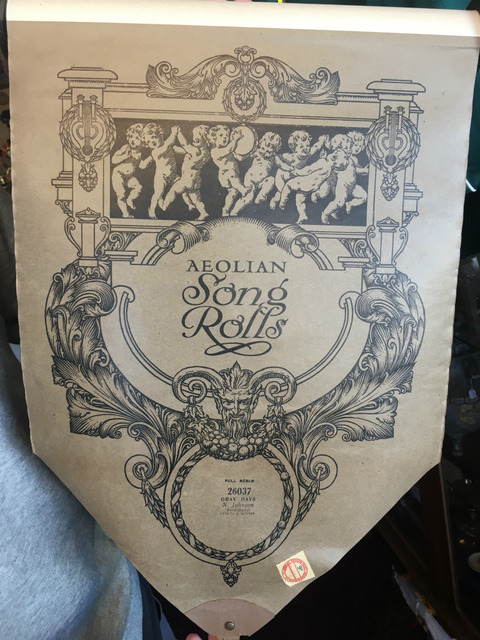 AEOLIAN
Song
Rolls
FULL SCALE
26037
GRAY DAYS
N. Johnson